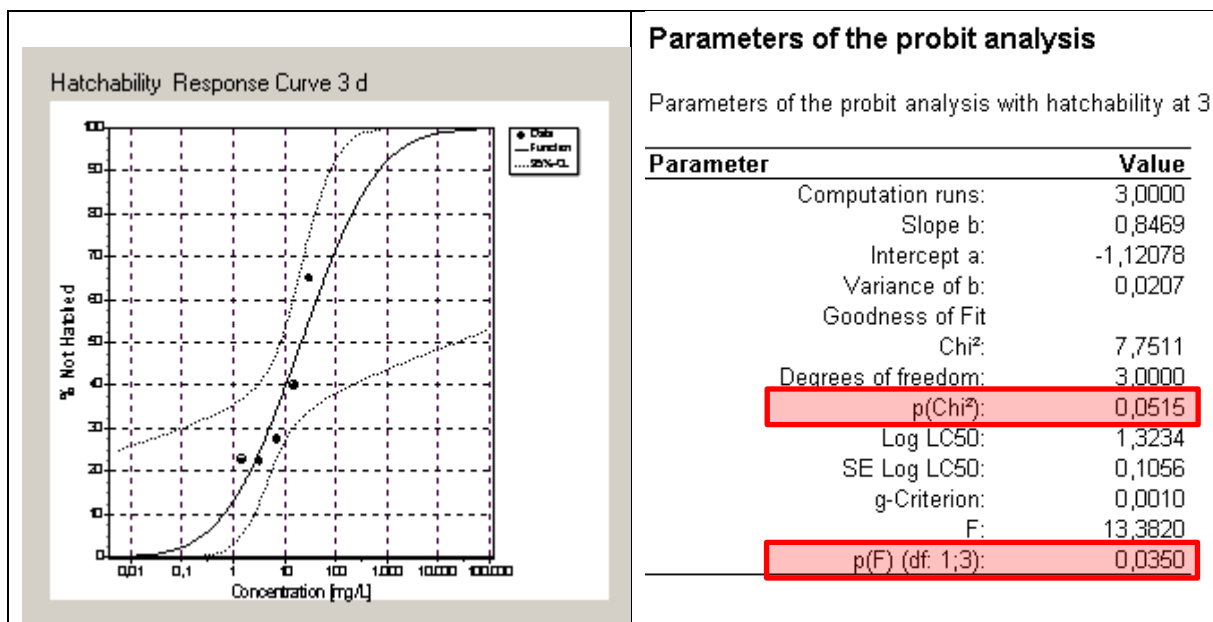 Hatchability Response Curve 3 d
Data
Function
95%-CL
% Not Hatched
100
90
80
70
60
50
40
30
20
10
0
0,01 0,1 1 10 100 1.000 10.000 100.000
Concentration [mg/L]
Parameters of the probit analysis
Parameters of the probit analysis with hatchability at 3
Parameter Value
Computation runs: 3,0000
Slope b: 0,8469
Intercept a: -1,12078
Variance of b: 0,0207
Goodness of Fit
Chi²: 7,7511
Degrees of freedom: 3,0000
p(Chi²): 0,0515
Log LC50: 1,3234
SE Log LC50: 0,1056
g-Criterion: 0,0010
F: 13,3820
p(F) (df: 1;3): 0,0350